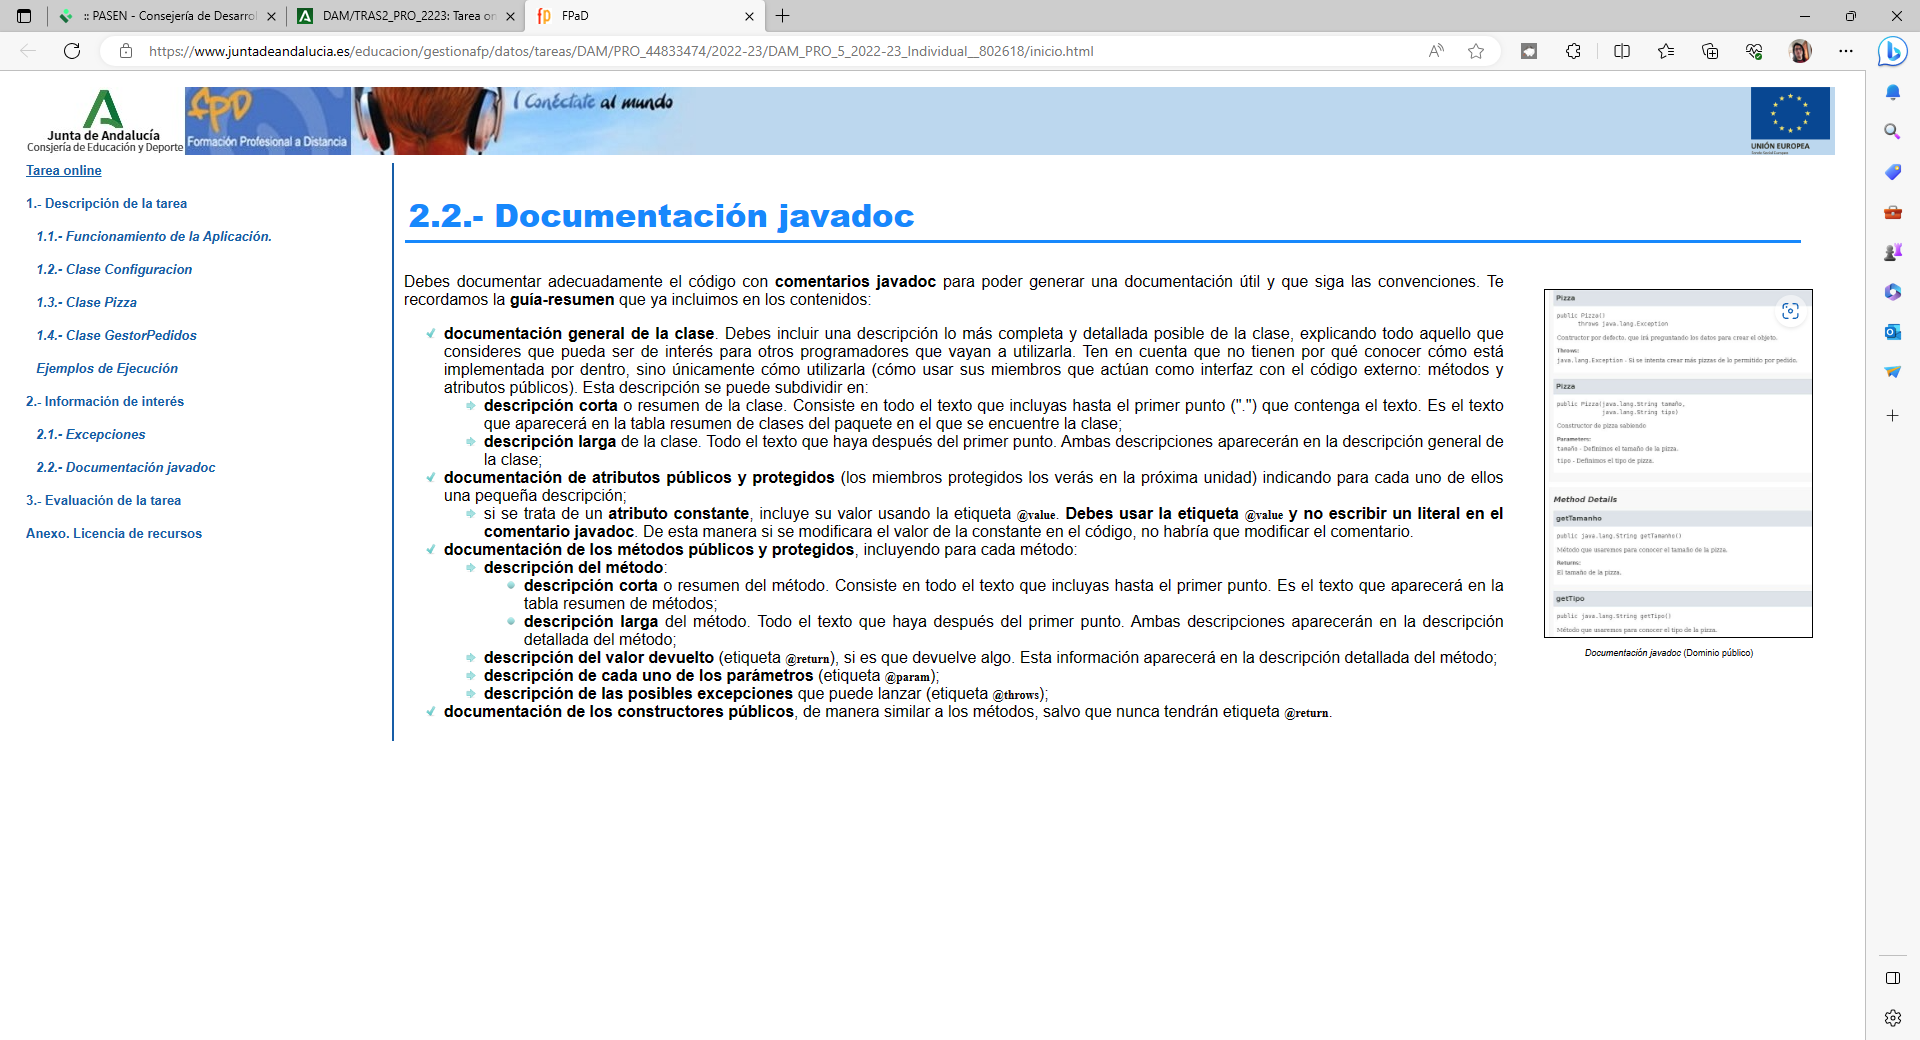 :: PASEN - Consejería de Desarrol
DAM/TRAS2_PRO_2223: Tarea on
FPaD
https://www.juntadeandalucia.es/educacion/gestionafp/datos/tareas/DAM/PRO_44833474/2022-23/DAM_PRO_5_2022-23_Individual__802618/inicio.html
Junta de Andalucía
Consejería de Educación y Deporte
fpD
Formación Profesional a Distancia
Conéctate al mundo
UNIÓN EUROPEA
Fondo Social Europeo
Tarea online
1.- Descripción de la tarea
1.1.- Funcionamiento de la Aplicación.
1.2.- Clase Configuracion
1.3.- Clase Pizza
1.4.- Clase GestorPedidos
Ejemplos de Ejecución
2.- Información de interés
2.1.- Excepciones
2.2.- Documentación javadoc
3.- Evaluación de la tarea
Anexo. Licencia de recursos
2.2.- Documentación javadoc
Debes documentar adecuadamente el código con comentarios javadoc para poder generar una documentación útil y que siga las convenciones. Te
recordamos la guía-resumen que ya incluimos en los contenidos:
documentación general de la clase. Debes incluir una descripción lo más completa y detallada posible de la clase, explicando todo aquello que
consideres que pueda ser de interés para otros programadores que vayan a utilizarla. Ten en cuenta que no tienen por qué conocer cómo está
implementada por dentro, sino únicamente cómo utilizarla (cómo usar sus miembros que actúan como interfaz con el código externo: métodos y
atributos públicos). Esta descripción se puede subdividir en:
descripción corta o resumen de la clase. Consiste en todo el texto que incluyas hasta el primer punto (".") que contenga el texto. Es el texto
que aparecerá en la tabla resumen de clases del paquete en el que se encuentre la clase;
descripción larga de la clase. Todo el texto que haya después del primer punto. Ambas descripciones aparecerán en la descripción general de
la clase;
documentación de atributos públicos y protegidos (los miembros protegidos los verás en la próxima unidad) indicando para cada uno de ellos
una pequeña descripción;
si se trata de un atributo constante, incluye su valor usando la etiqueta @value. Debes usar la etiqueta @value y no escribir un literal en el
comentario javadoc. De esta manera si se modificara el valor de la constante en el código, no habría que modificar el comentario.
documentación de los métodos públicos y protegidos, incluyendo para cada método:
descripción del método:
descripción corta o resumen del método. Consiste en todo el texto que incluyas hasta el primer punto. Es el texto que aparecerá en la
tabla resumen de métodos;
descripción larga del método. Todo el texto que haya después del primer punto. Ambas descripciones aparecerán en la descripción
detallada del método;
descripción del valor devuelto (etiqueta @return), si es que devuelve algo. Esta información aparecerá en la descripción detallada del método;
descripción de cada uno de los parámetros (etiqueta @param);
descripción de las posibles excepciones que puede lanzar (etiqueta @throws);
documentación de los constructores públicos, de manera similar a los métodos, salvo que nunca tendrán etiqueta @return.
Pizza
public Pizza()
throws java.lang.Exception
Constructor por defecto, que irá preguntando los datos para crear el objeto.
Throws:
java.lang.Exception - Si se intenta crear más pizzas de lo permitido por pedido.
Pizza
public Pizza(java.lang.String tamaño,
java.lang.String tipo)
Constructor de pizza sabiendo
Parameters:
tamaño - Definimos el tamaño de la pizza.
tipo - Definimos el tipo de pizza.
Method Details
getTamanho
public java.lang.String getTamanho()
Método que usaremos para conocer el tamaño de la pizza.
Returns:
El tamaño de la pizza.
getTipo
public java.lang.String getTipo()
Método que usaremos para conocer el tipo de la pizza.
Documentación javadoc (Dominio público)